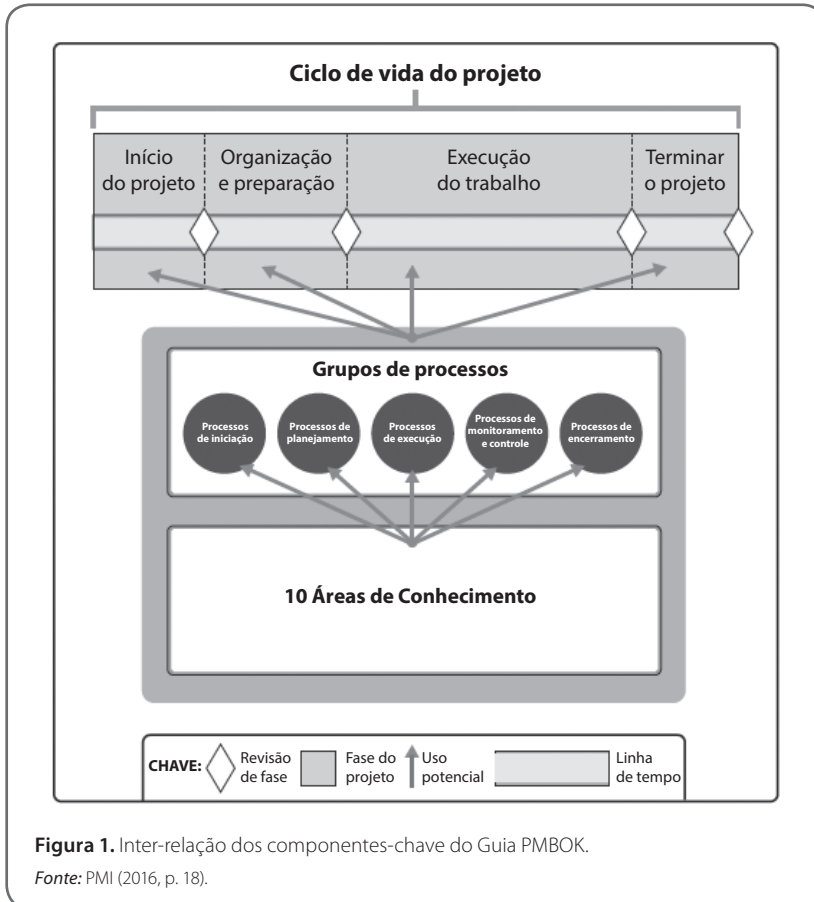 Ciclo de vida do projeto
Início
do projeto
Organização
e preparação
Execução
do trabalho
Terminar
o projeto
Grupos de processos
Processos
de iniciação
Processos de
planejamento
Processos
de execução
Processos de
monitoramento
e controle
Processos de
encerramento
10 Áreas de Conhecimento
CHAVE:
Revisão
de fase
Fase do
projeto
Uso
potencial
Linha
de tempo
Figura 1. Inter-relação dos componentes-chave do Guia PMBOK.
Fonte: PMI (2016, p. 18).